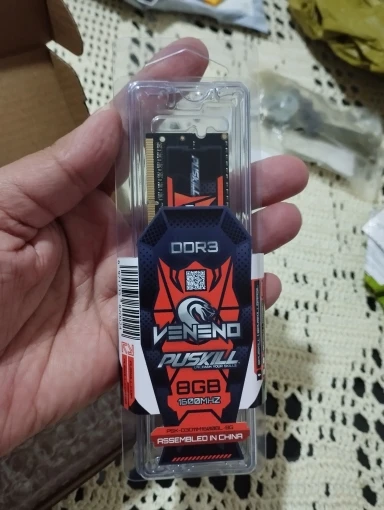 DDR3
VENENO
PUSKILL
8GB
1600MHZ
ASSEMBLED IN CHINA